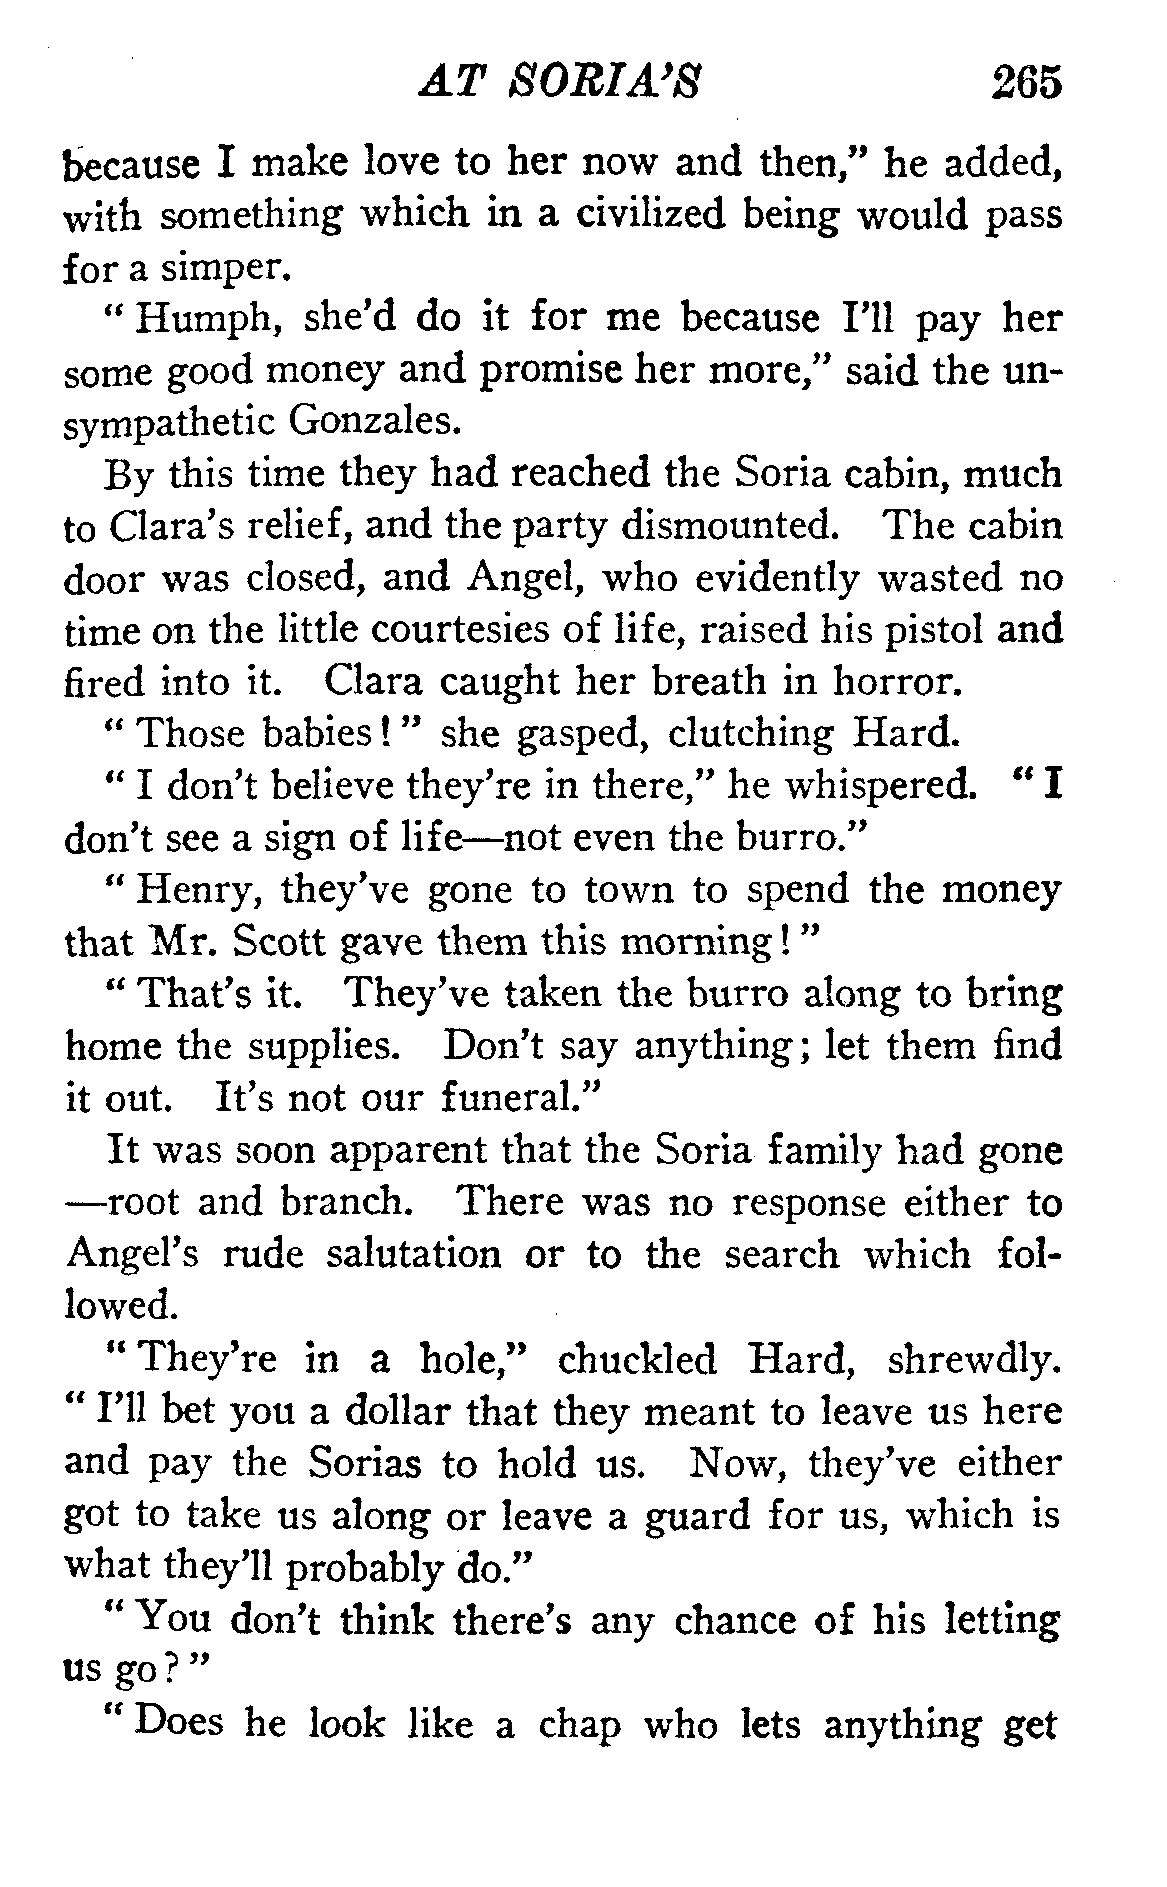 AT SORIA'S 265
because I make love to her now and then," he added,
with something which in a civilized being would pass
for a simper.
" Humph, she'd do it for me because I'll pay her
some good money and promise her more," said the un-
sympathetic Gonzales.
By this time they had reached the Soria cabin, much
to Clara's relief, and the party dismounted. The cabin
door was closed, and Angel, who evidently wasted no
time on the little courtesies of life, raised his pistol and
fired into it. Clara caught her breath in horror.
" Those babies! " she gasped, clutching Hard.
" I don't believe they're in there," he whispered. " I
don't see a sign of life—not even the burro."
" Henry, they've gone to town to spend the money
that Mr. Scott gave them this morning! "
" That's it. They've taken the burro along to bring
home the supplies. Don't say anything; let them find
it out. It's not our funeral."
It was soon apparent that the Soria family had gone
—root and branch. There was no response either to
Angel's rude salutation or to the search which fol-
lowed.
" They're in a hole," chuckled Hard, shrewdly.
" I'll bet you a dollar that they meant to leave us here
and pay the Sorias to hold us. Now, they've either
got to take us along or leave a guard for us, which is
what they'll probably do."
" You don't think there's any chance of his letting
us go? "
" Does he look like a chap who lets anything get